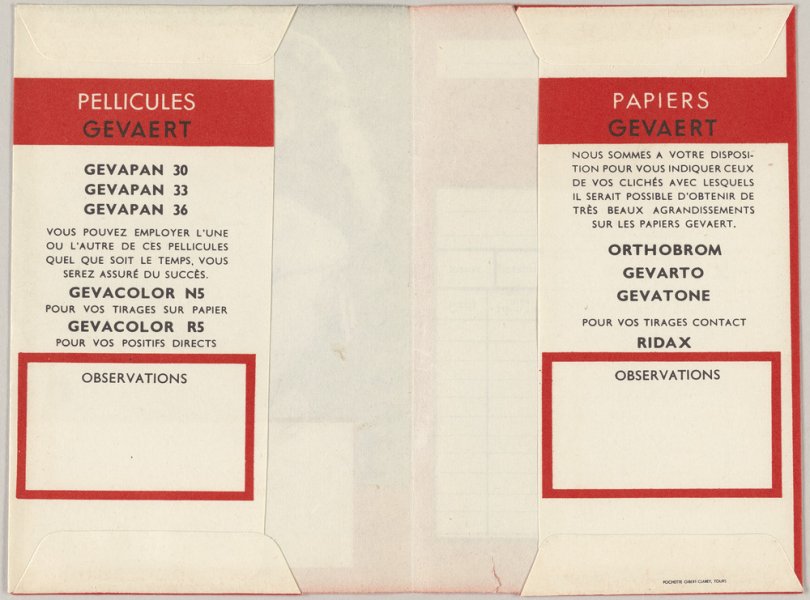 PELLICULES
GEVAERT
GEVAPAN 30
GEVAPAN 33
GEVAPAN 36
VOUS POUVEZ EMPLOYER L'UNE
OU L'AUTRE DE CES PELLICULES
QUEL QUE SOIT LE TEMPS, VOUS
SEREZ ASSURÉ DU SUCCÈS.
GEVACOLOR N5
POUR VOS TIRAGES SUR PAPIER
GEVACOLOR R5
POUR VOS POSITIFS DIRECTS
OBSERVATIONS
PAPIERS
GEVAERT
NOUS SOMMES A VOTRE DISPOSI-
TION POUR VOUS INDIQUER CEUX
DE VOS CLICHÉS AVEC LESQUELS
IL SERAIT POSSIBLE D'OBTENIR DE
TRÈS BEAUX AGRANDISSEMENTS
SUR LES PAPIERS GEVAERT.
ORTHOBROM
GEVARTO
GEVATONE
POUR VOS TIRAGES CONTACT
RIDAX
OBSERVATIONS
POCHETTE GIBERT-CLAREY, TOURS